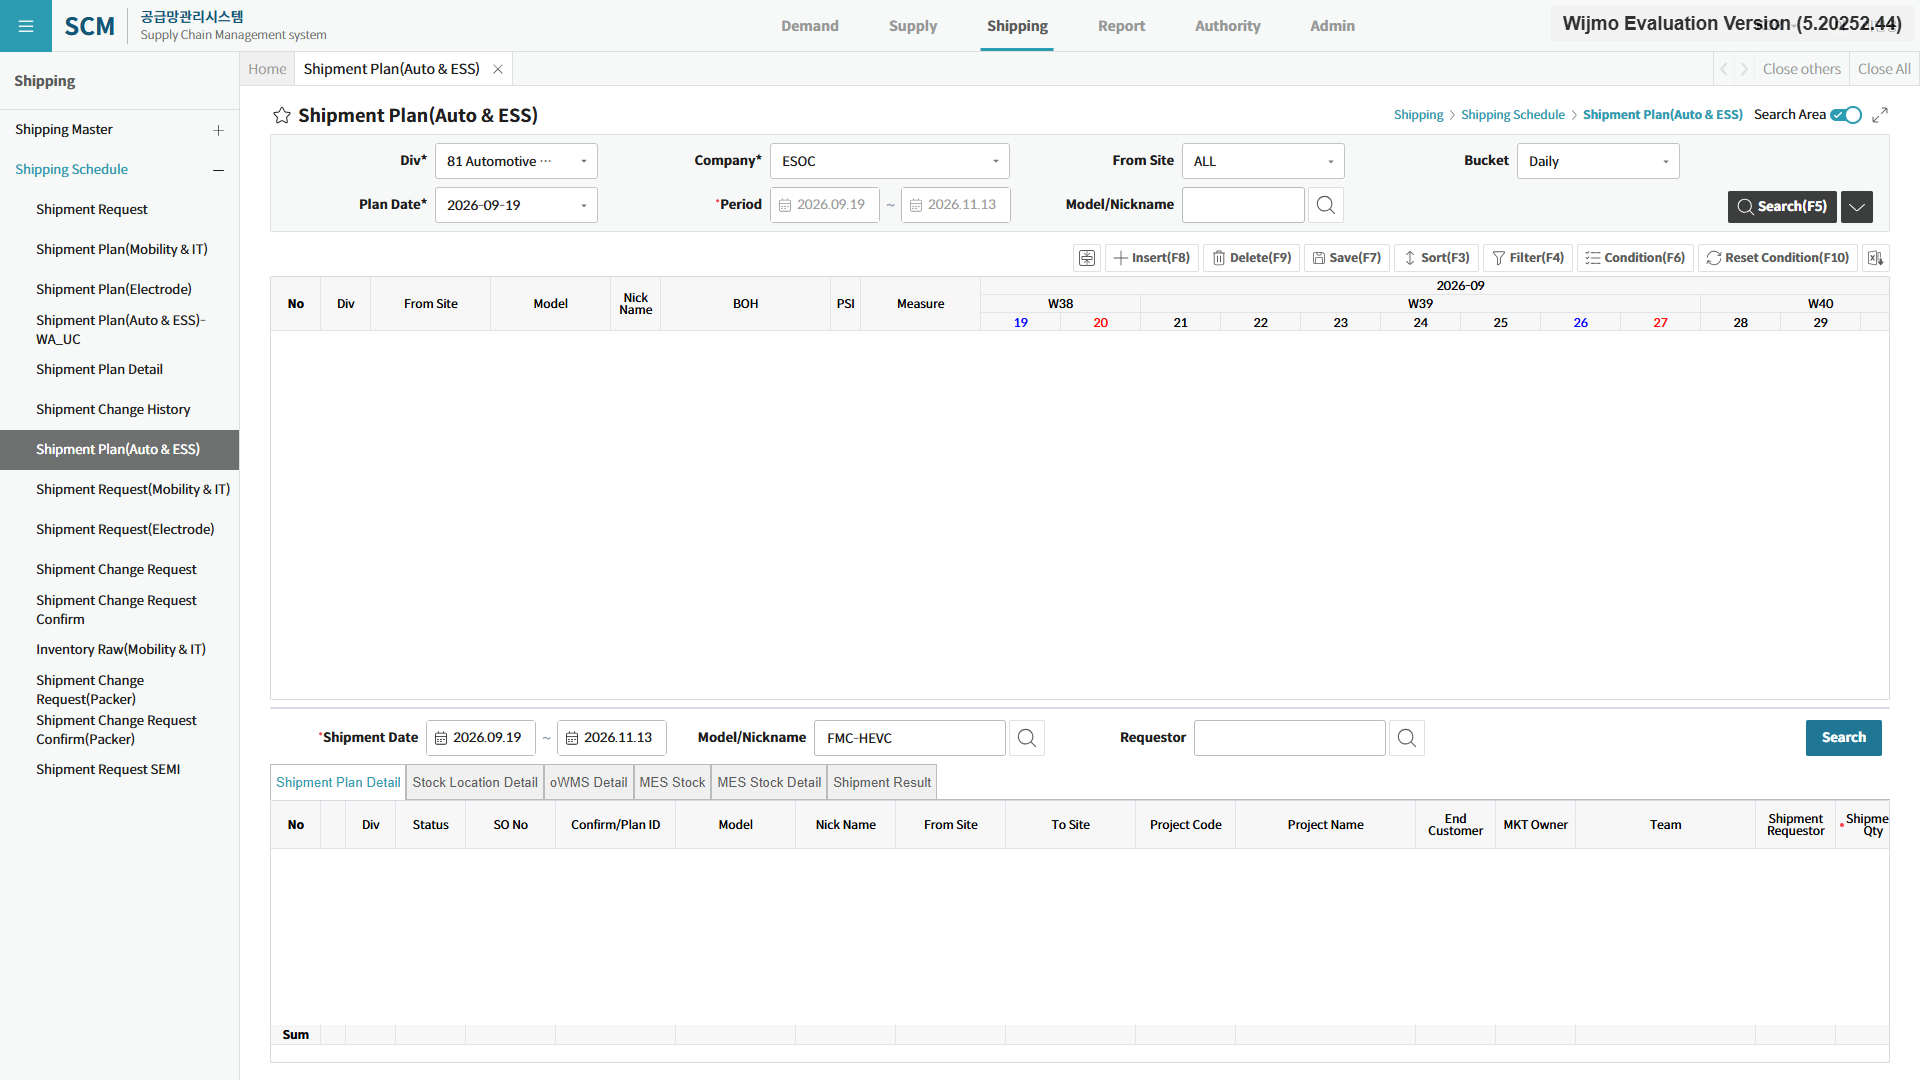 SCM
공급망관리시스템
Supply Chain Management system
Demand
Supply
Shipping
Report
Authority
Admin
Wijmo Evaluation Version (5.20252.44)
Shipping
Home
Shipment Plan(Auto & ESS)
Close others
Close All
Shipping Master
Shipping Schedule
Shipment Request
Shipment Plan(Mobility & IT)
Shipment Plan(Electrode)
Shipment Plan(Auto & ESS)-
WA_UC
Shipment Plan Detail
Shipment Change History
Shipment Plan(Auto & ESS)
Shipment Request(Mobility & IT)
Shipment Request(Electrode)
Shipment Change Request
Shipment Change Request
Confirm
Inventory Raw(Mobility & IT)
Shipment Change
Request(Packer)
Shipment Change Request
Confirm(Packer)
Shipment Request SEMI
Shipment Plan(Auto & ESS)
Shipping > Shipping Schedule > Shipment Plan(Auto & ESS)
Search Area
Div* 81 Automotive ···
Company* ESOC
From Site ALL
Bucket Daily
Plan Date* 2026-09-19
*Period 2026.09.19 ~ 2026.11.13
Model/Nickname
Search(F5)
Insert(F8)
Delete(F9)
Save(F7)
Sort(F3)
Filter(F4)
Condition(F6)
Reset Condition(F10)
No
Div
From Site
Model
Nick
Name
BOH
PSI
Measure
2026-09
W38
W39
W40
19
20
21
22
23
24
25
26
27
28
29
*Shipment Date 2026.09.19 ~ 2026.11.13
Model/Nickname FMC-HEVC
Requestor
Search
Shipment Plan Detail
Stock Location Detail
oWMS Detail
MES Stock
MES Stock Detail
Shipment Result
No
Div
Status
SO No
Confirm/Plan ID
Model
Nick Name
From Site
To Site
Project Code
Project Name
End
Customer
MKT Owner
Team
Shipment
Requestor
Shipme
Qty
Sum